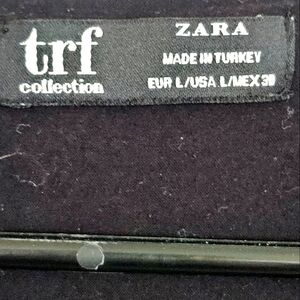 trf
collection
ZARA
MADE IN TURKEY
EUR L/USA L/MEX 30